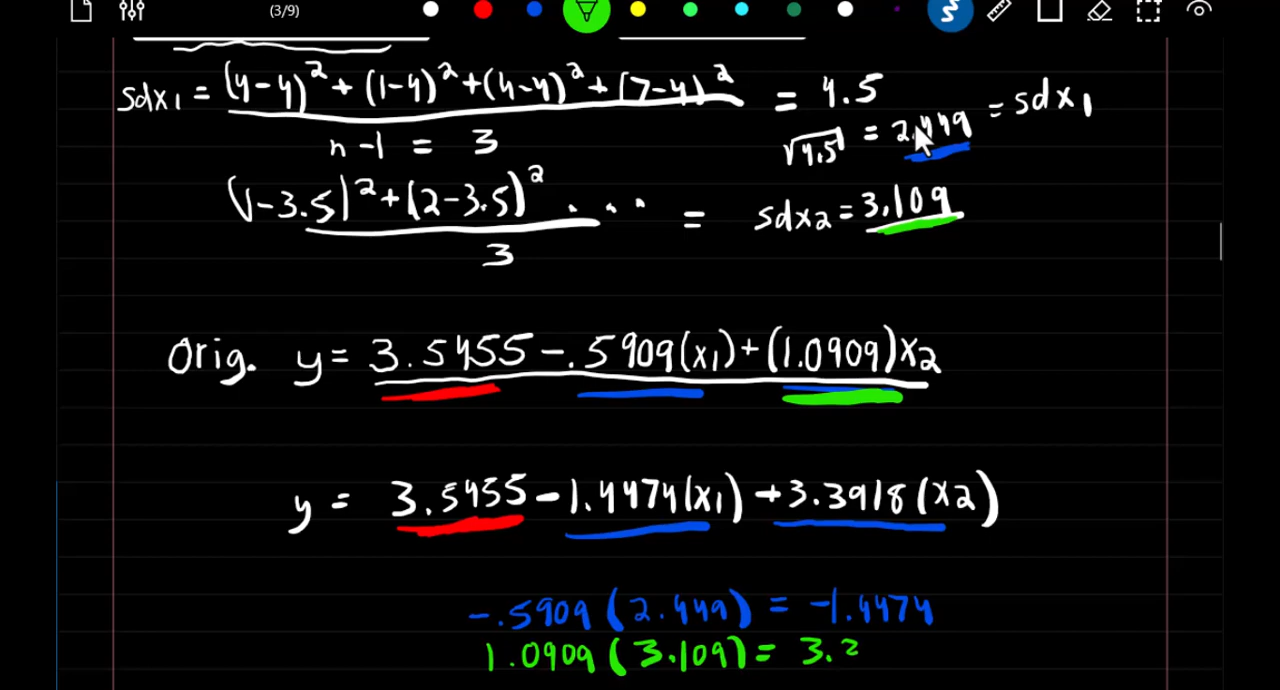 (3/9)
sdx1 = (4-4)² + (1-4)² + (4-4)² + (7-4)² = 4.5
n-1 = 3
√4.5 = 2.449 = sdx1
(1-3.5)² + (2-3.5)² ... = sdx2 = 3.109
3
Orig. y = 3.5455 - .5909(x1) + (1.0909)x2
y = 3.5455 - 1.4474(x1) + 3.3918(x2)
-.5909(2.449) = -1.4474
1.0909(3.109) = 3.3